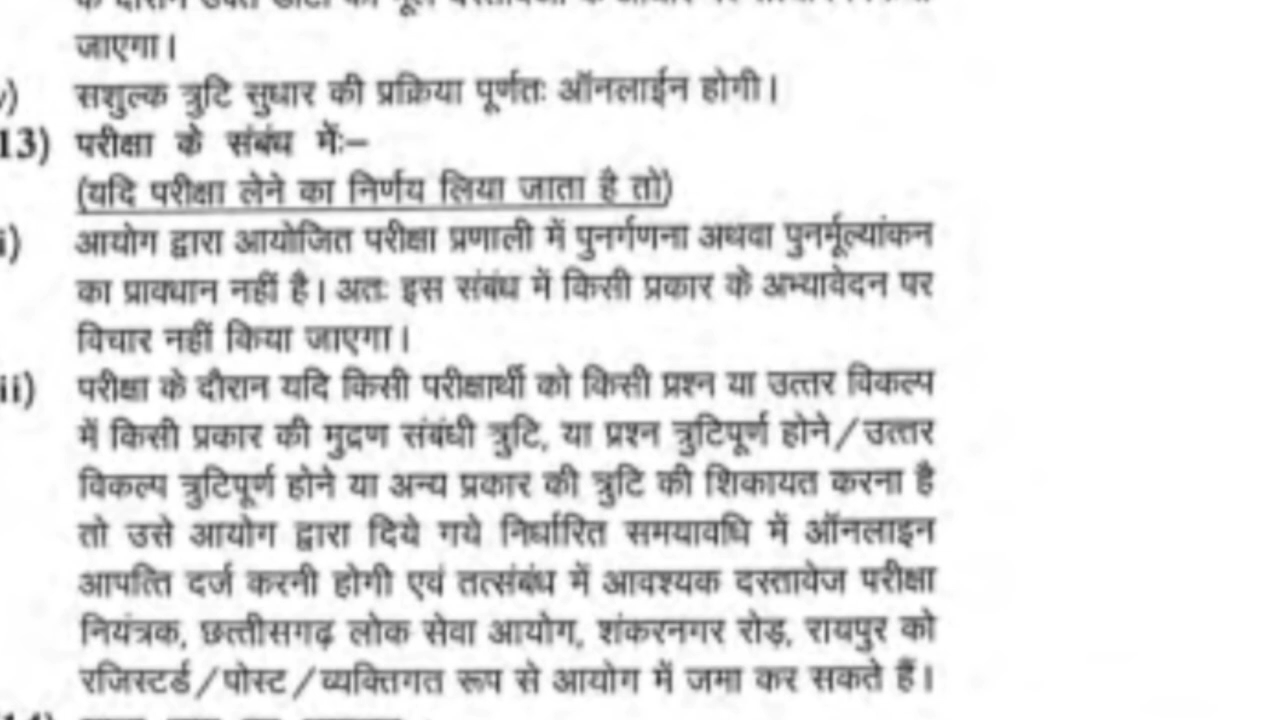 जाएगा।
v) सशुल्क त्रुटि सुधार की प्रक्रिया पूर्णतः ऑनलाईन होगी।
13) परीक्षा के संबंध में:–
(यदि परीक्षा लेने का निर्णय लिया जाता है तो)
i) आयोग द्वारा आयोजित परीक्षा प्रणाली में पुनर्गणना अथवा पुनर्मूल्यांकन
का प्रावधान नहीं है। अतः इस संबंध में किसी प्रकार के अभ्यावेदन पर
विचार नहीं किया जाएगा।
ii) परीक्षा के दौरान यदि किसी परीक्षार्थी को किसी प्रश्न या उत्तर विकल्प
में किसी प्रकार की मुद्रण संबंधी त्रुटि, या प्रश्न त्रुटिपूर्ण होने/उत्तर
विकल्प त्रुटिपूर्ण होने या अन्य प्रकार की त्रुटि की शिकायत करना है
तो उसे आयोग द्वारा दिये गये निर्धारित समयावधि में ऑनलाइन
आपत्ति दर्ज करनी होगी एवं तत्संबंध में आवश्यक दस्तावेज परीक्षा
नियंत्रक, छत्तीसगढ़ लोक सेवा आयोग, शंकरनगर रोड़, रायपुर को
रजिस्टर्ड/पोस्ट/व्यक्तिगत रूप से आयोग में जमा कर सकते हैं।